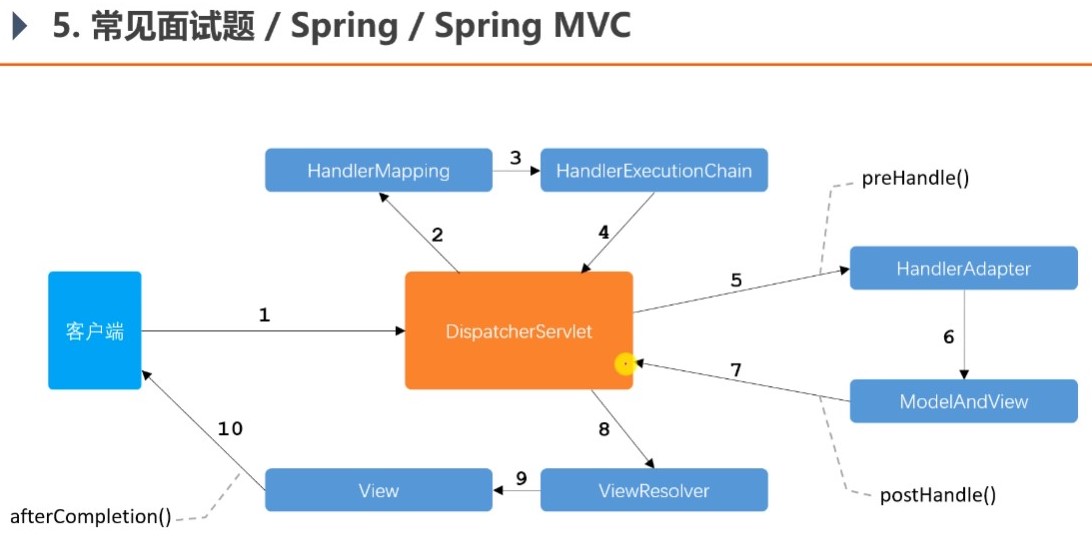 5. 常见面试题 / Spring / Spring MVC
HandlerMapping
3
HandlerExecutionChain
preHandle()
2
4
HandlerAdapter
5
客户端
1
DispatcherServlet
6
7
ModelAndView
10
8
View
9
ViewResolver
postHandle()
afterCompletion()